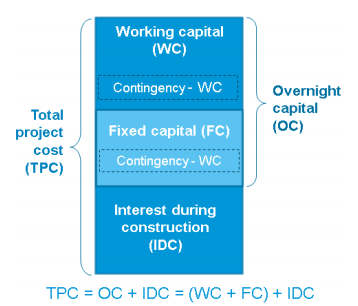 Working capital
(WC)
Contingency - WC
Fixed capital (FC)
Contingency - WC
Interest during
construction
(IDC)
Total
project
cost
(TPC)
Overnight
capital
(OC)
TPC = OC + IDC = (WC + FC) + IDC